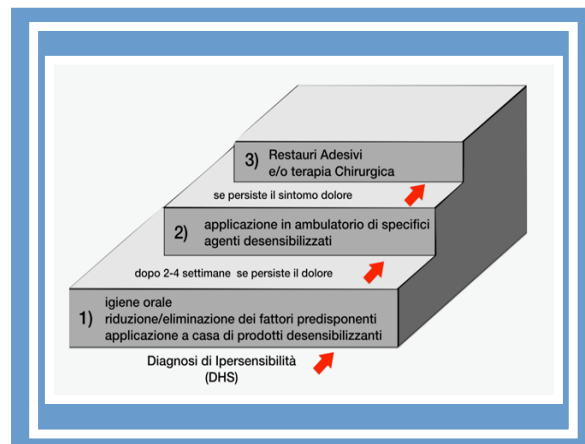 3) Restauri Adesivi
e/o terapia Chirurgica
se persiste il sintomo dolore
2) applicazione in ambulatorio di specifici
agenti desensibilizzati
dopo 2-4 settimane se persiste il dolore
1) igiene orale
riduzione/eliminazione dei fattori predisponenti
applicazione a casa di prodotti desensibilizzanti
Diagnosi di Ipersensibilità
(DHS)